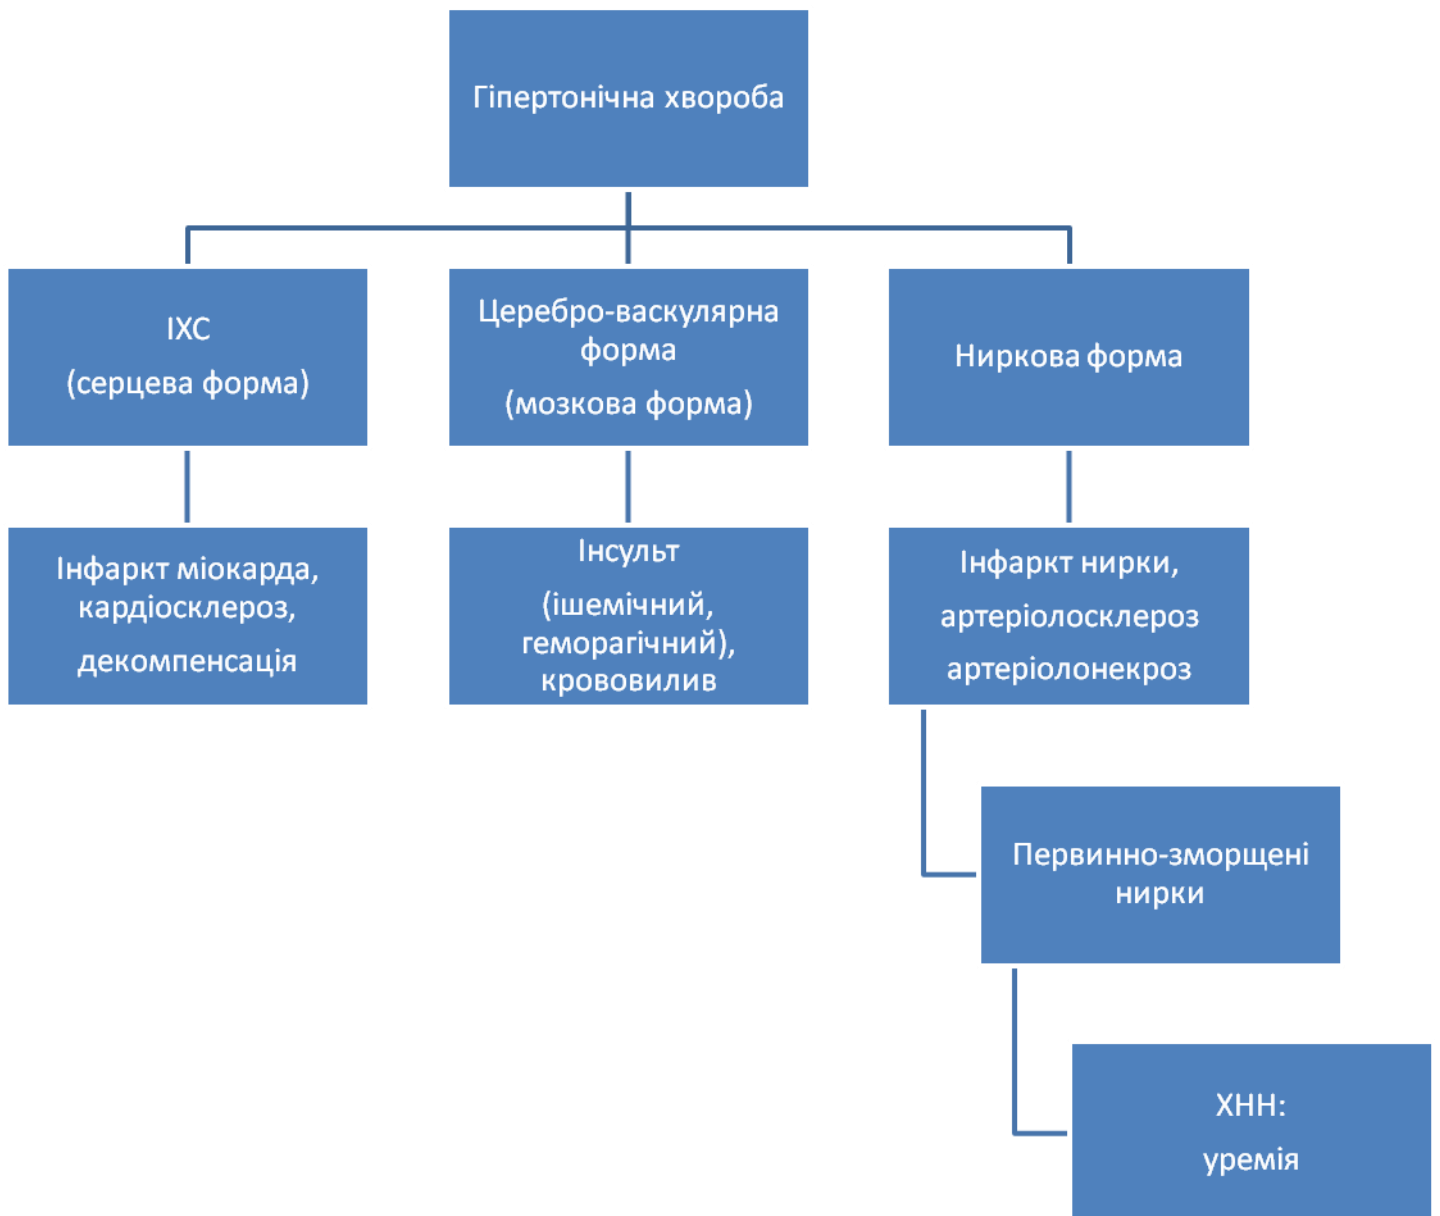 Гіпертонічна хвороба
ІХС
(серцева форма)
Церебро-васкулярна
форма
(мозкова форма)
Ниркова форма
Інфаркт міокарда,
кардіосклероз,
декомпенсація
Інсульт
(ішемічний,
геморагічний),
крововилив
Інфаркт нирки,
артеріолосклероз
артеріолонекроз
Первинно-зморщені
нирки
ХНН:
уремія